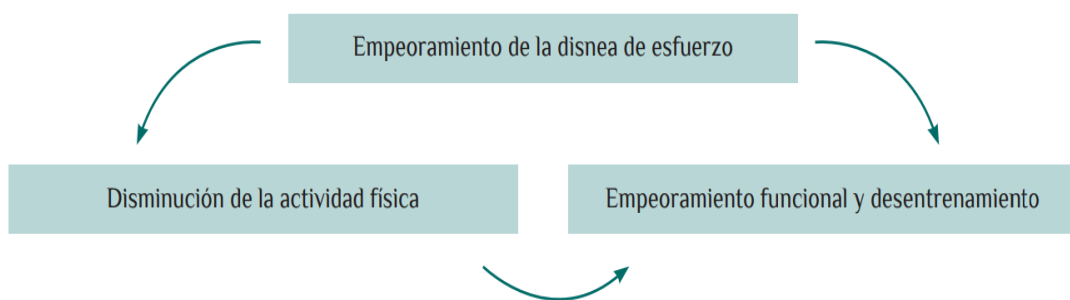 Empeoramiento de la disnea de esfuerzo
Disminución de la actividad física
Empeoramiento funcional y desentrenamiento